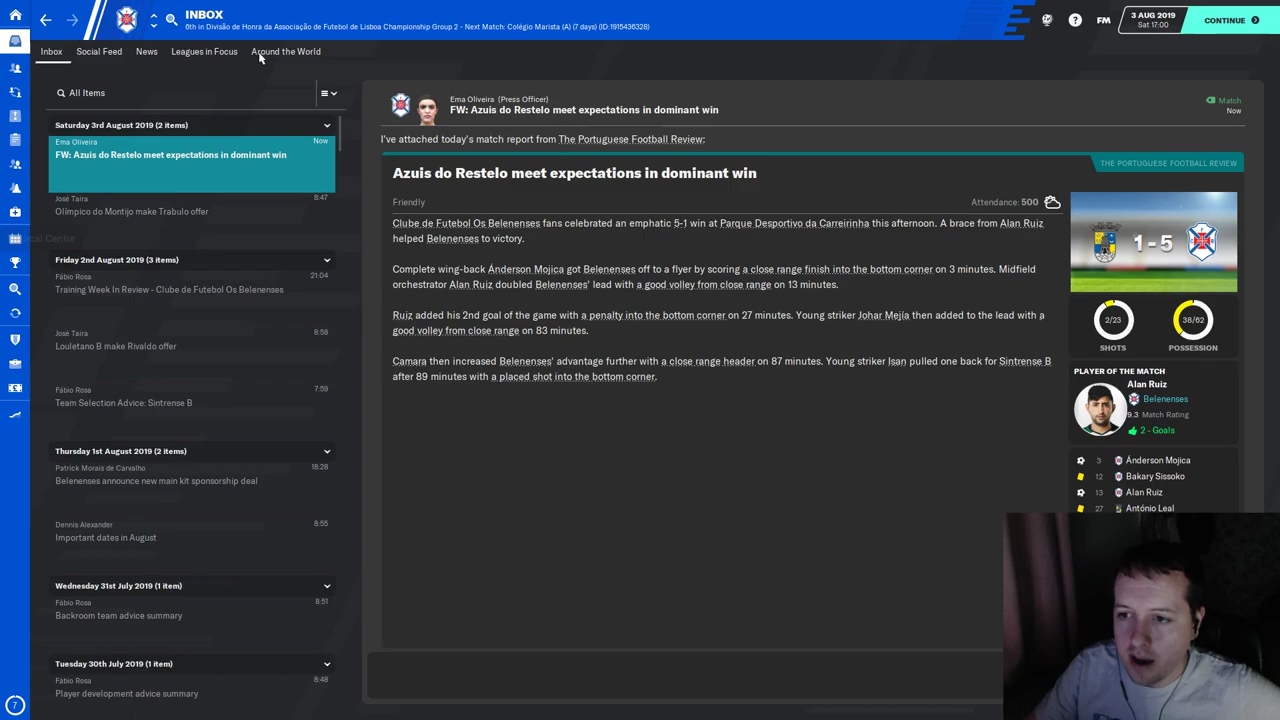 INBOX
6th in Divisão de Honra da Associação de Futebol de Lisboa Championship Group 2 - Next Match: Colégio Marista (A) (7 days) (ID:1915436328)
FM
3 AUG 2019
Sat 17:00
CONTINUE
Inbox
Social Feed
News
Leagues in Focus
Around the World
All Items
Saturday 3rd August 2019 (2 items)
Ema Oliveira
Now
FW: Azuis do Restelo meet expectations in dominant win
José Taira
8:47
Olímpico do Montijo make Trabulo offer
Friday 2nd August 2019 (3 items)
Fábio Rosa
21:04
Training Week In Review - Clube de Futebol Os Belenenses
José Taira
8:58
Louletano B make Rivaldo offer
Fábio Rosa
7:59
Team Selection Advice: Sintrense B
Thursday 1st August 2019 (2 items)
Patrick Morais de Carvalho
18:28
Belenenses announce new main kit sponsorship deal
Dennis Alexander
8:55
Important dates in August
Wednesday 31st July 2019 (1 item)
Fábio Rosa
8:51
Backroom team advice summary
Tuesday 30th July 2019 (1 item)
Fábio Rosa
8:48
Player development advice summary
7
Ema Oliveira (Press Officer)
FW: Azuis do Restelo meet expectations in dominant win
Match
Now
I've attached today's match report from The Portuguese Football Review:
THE PORTUGUESE FOOTBALL REVIEW
Azuis do Restelo meet expectations in dominant win
Friendly
Attendance: 500
Clube de Futebol Os Belenenses fans celebrated an emphatic 5-1 win at Parque Desportivo da Carreirinha this afternoon. A brace from Alan Ruiz
helped Belenenses to victory.
Complete wing-back Ánderson Mojica got Belenenses off to a flyer by scoring a close range finish into the bottom corner on 3 minutes. Midfield
orchestrator Alan Ruiz doubled Belenenses' lead with a good volley from close range on 13 minutes.
Ruiz added his 2nd goal of the game with a penalty into the bottom corner on 27 minutes. Young striker Johar Mejía then added to the lead with a
good volley from close range on 83 minutes.
Camara then increased Belenenses' advantage further with a close range header on 87 minutes. Young striker Isan pulled one back for Sintrense B
after 89 minutes with a placed shot into the bottom corner.
1-5
2/23
SHOTS
38/62
POSSESSION
PLAYER OF THE MATCH
Alan Ruiz
Belenenses
9.3 Match Rating
2 - Goals
3 Ánderson Mojica
12 Bakary Sissoko
13 Alan Ruiz
27 António Leal